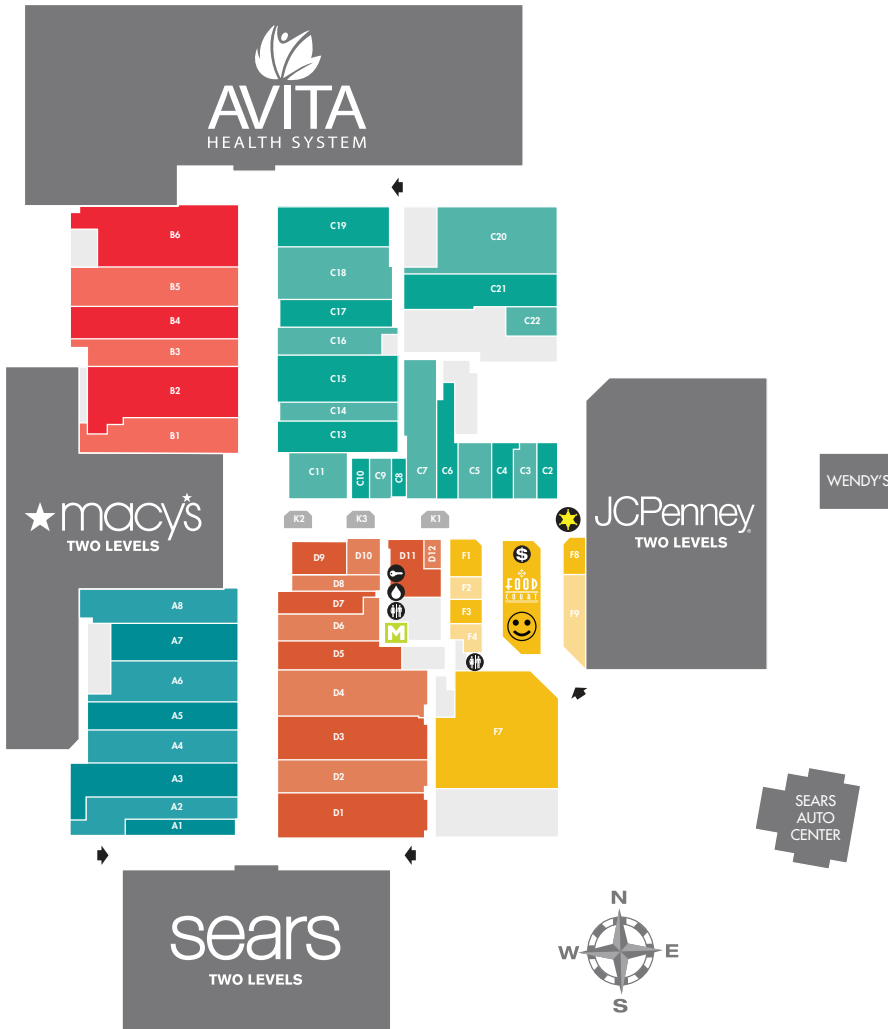 AVITA
HEALTH SYSTEM
B6
B5
B4
B3
B2
B1
C19
C18
C17
C16
C15
C14
C13
C11
C10
C9
C8
C7
C6
C5
C4
C3
C2
C20
C21
C22
macy's
TWO LEVELS
JCPenney
TWO LEVELS
WENDY'S
K2
K3
K1
D9
D10
D11
D12
D8
D7
D6
D5
D4
D3
D2
D1
M
F1
F2
F3
F4
$
FOOD
COURT
F8
F9
F7
A8
A7
A6
A5
A4
A3
A2
A1
SEARS
AUTO
CENTER
sears
TWO LEVELS
N
W
E
S